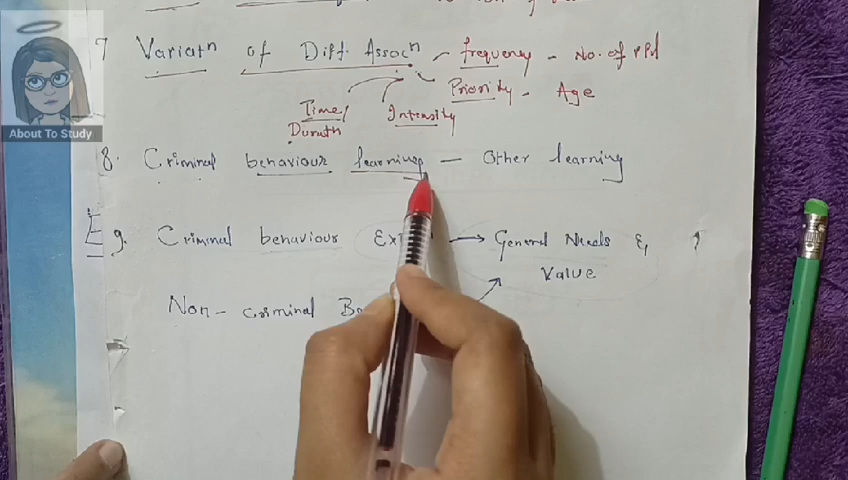 7 Variatn of Diff. Assocn - frequency - No. of
Priority - Age
Time/ Intensity
Duratn
About To Study
8. Criminal behaviour learning — Other learning
9. Criminal behaviour Ex → General Needs &
Value
Non - criminal